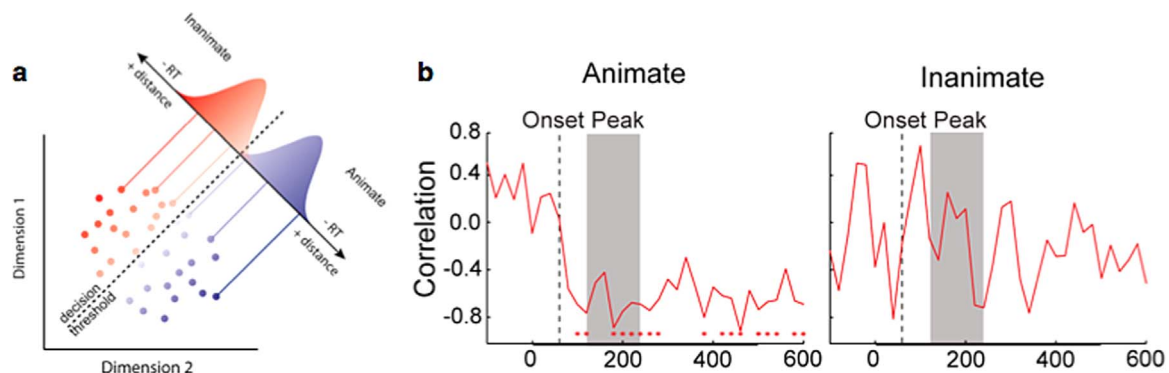 a
Inanimate
- RT
+ distance
Animate
- RT
+ distance
decision
threshold
Dimension 1
Dimension 2
b
Animate
Inanimate
Onset Peak
Onset Peak
Correlation
0.8
0.4
0.0
-0.4
-0.8
0 200 400 600
0 200 400 600